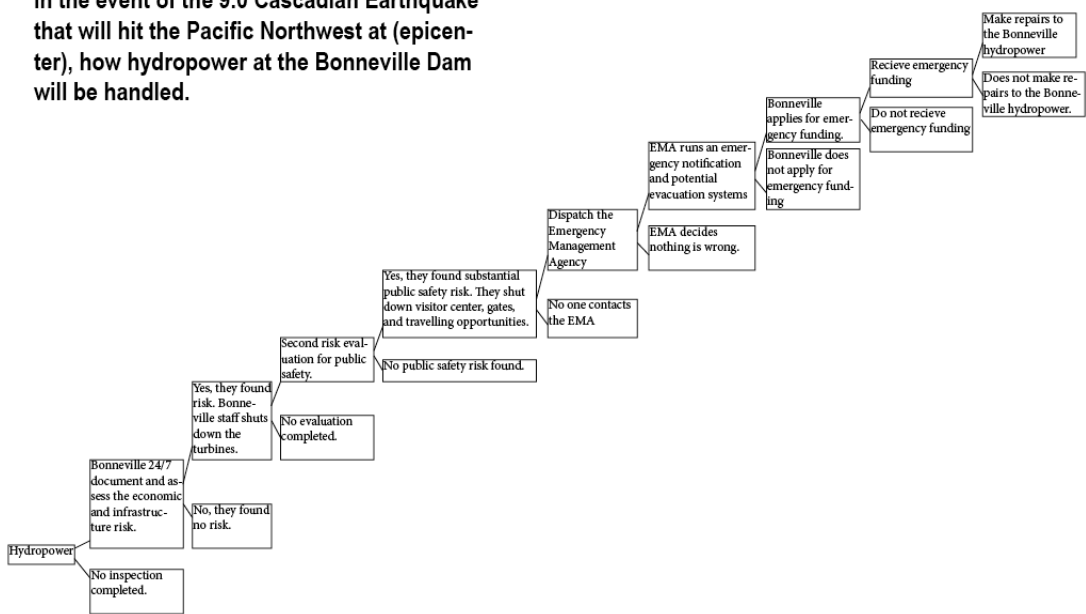 In the event of the 9.0 Cascadian Earthquake
that will hit the Pacific Northwest at (epicen-
ter), how hydropower at the Bonneville Dam
will be handled.
Make repairs to
the Bonneville
hydropower
Recieve emergency
funding
Does not make re-
pairs to the Bonne-
ville hydropower.
Bonneville
applies for emer-
gency funding.
Do not recieve
emergency funding
EMA runs an emer-
gency notification
and potential
evacuation systems
Bonneville does
not apply for
emergency fund-
ing
Dispatch the
Emergency
Management
Agency
EMA decides
nothing is wrong.
Yes, they found substantial
public safety risk. They shut
down visitor center, gates,
and travelling opportunities.
No one contacts
the EMA
Second risk eval-
uation for public
safety.
No public safety risk found.
Yes, they found
risk. Bonne-
ville staff shuts
down the
turbines.
No evaluation
completed.
Bonneville 24/7
document and as-
sess the economic
and infrastruc-
ture risk.
No, they found
no risk.
Hydropower
No inspection
completed.